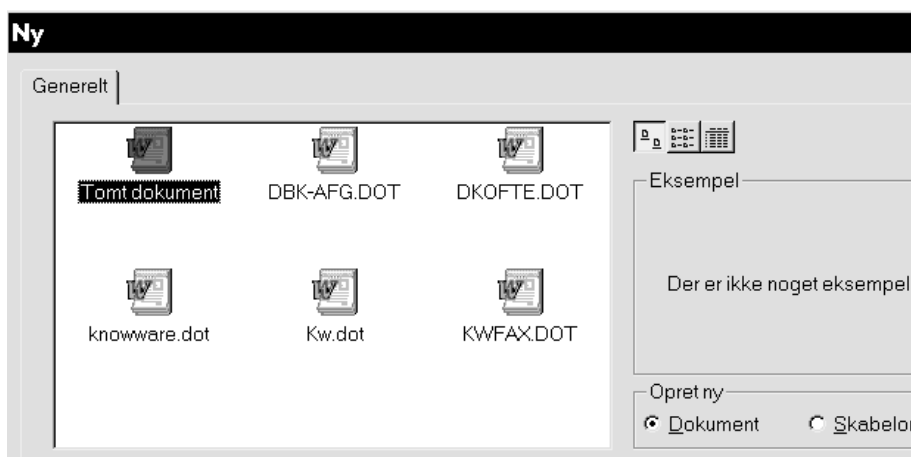 Ny
Generelt
Tomt dokument DBK-AFG.DOT DKOFTE.DOT
knowware.dot Kw.dot KWFAX.DOT
Eksempel
Der er ikke noget eksempel
Opret ny
Dokument Skabelon